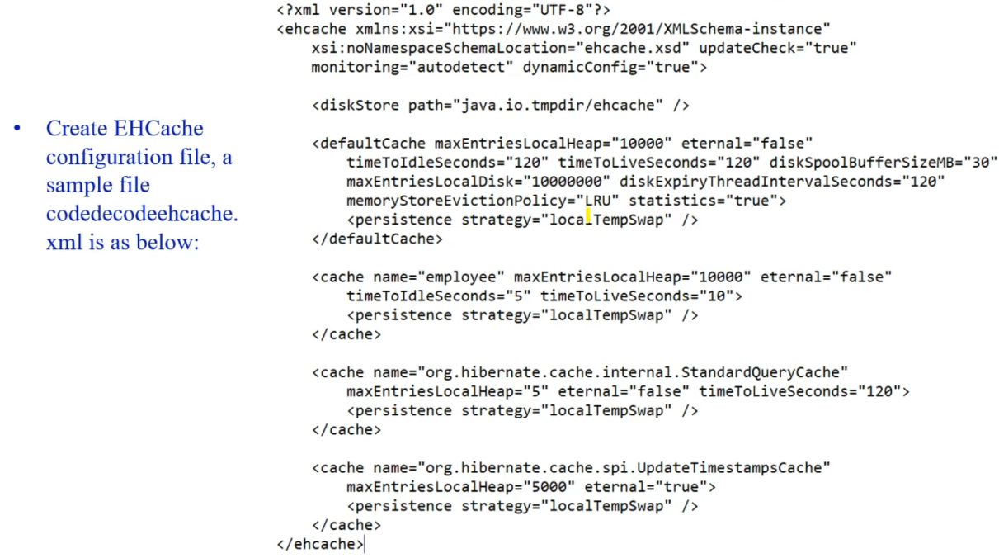 • Create EHCache
configuration file, a
sample file
codedecodeehcache.
xml is as below:
<?xml version="1.0" encoding="UTF-8"?>
<ehcache xmlns:xsi="https://www.w3.org/2001/XMLSchema-instance"
    xsi:noNamespaceSchemaLocation="ehcache.xsd" updateCheck="true"
    monitoring="autodetect" dynamicConfig="true">
    <diskStore path="java.io.tmpdir/ehcache" />
    <defaultCache maxEntriesLocalHeap="10000" eternal="false"
        timeToIdleSeconds="120" timeToLiveSeconds="120" diskSpoolBufferSizeMB="30"
        maxEntriesLocalDisk="10000000" diskExpiryThreadIntervalSeconds="120"
        memoryStoreEvictionPolicy="LRU" statistics="true">
        <persistence strategy="localTempSwap" />
    </defaultCache>
    <cache name="employee" maxEntriesLocalHeap="10000" eternal="false"
        timeToIdleSeconds="5" timeToLiveSeconds="10">
        <persistence strategy="localTempSwap" />
    </cache>
    <cache name="org.hibernate.cache.internal.StandardQueryCache"
        maxEntriesLocalHeap="5" eternal="false" timeToLiveSeconds="120">
        <persistence strategy="localTempSwap" />
    </cache>
    <cache name="org.hibernate.cache.spi.UpdateTimestampsCache"
        maxEntriesLocalHeap="5000" eternal="true">
        <persistence strategy="localTempSwap" />
    </cache>
</ehcache>